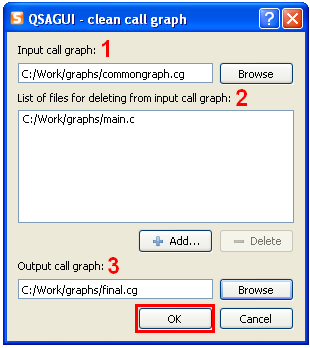 QSAGUI - clean call graph
Input call graph: 1
C:/Work/graphs/commongraph.cg Browse
List of files for deleting from input call graph: 2
C:/Work/graphs/main.c
Add... Delete
Output call graph: 3
C:/Work/graphs/final.cg Browse
OK Cancel